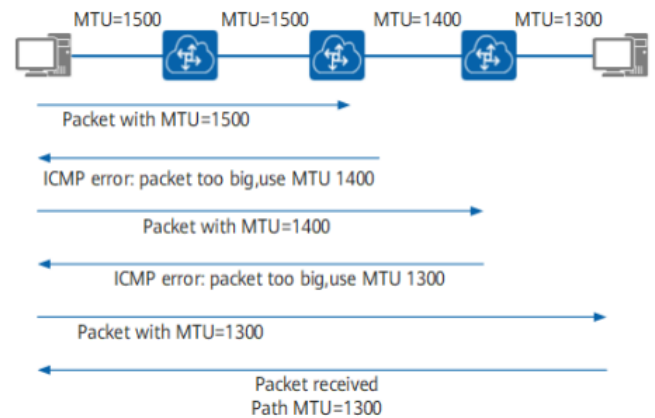 MTU=1500 MTU=1500 MTU=1400 MTU=1300
Packet with MTU=1500
ICMP error: packet too big,use MTU 1400
Packet with MTU=1400
ICMP error: packet too big,use MTU 1300
Packet with MTU=1300
Packet received
Path MTU=1300